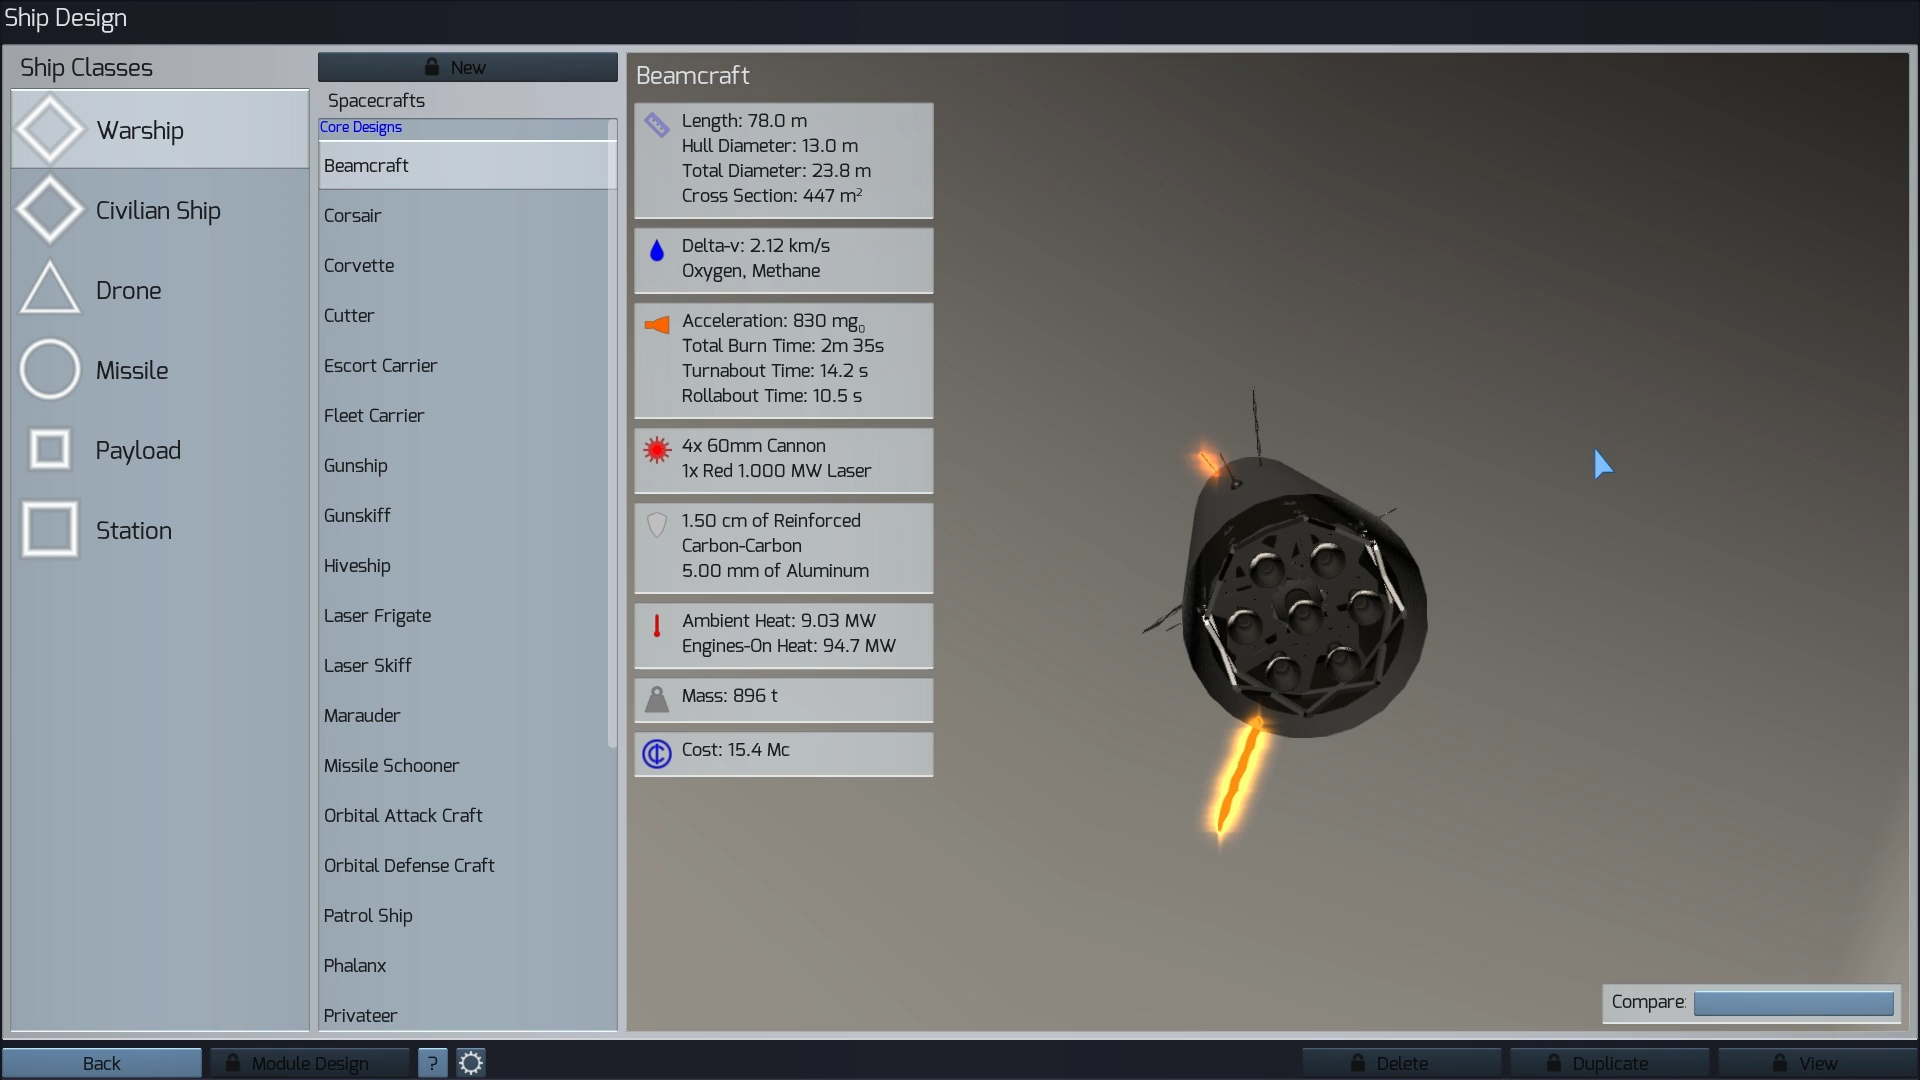 Ship Design
Ship Classes
Warship
Civilian Ship
Drone
Missile
Payload
Station
New
Spacecrafts
Core Designs
Beamcraft
Corsair
Corvette
Cutter
Escort Carrier
Fleet Carrier
Gunship
Gunskiff
Hiveship
Laser Frigate
Laser Skiff
Marauder
Missile Schooner
Orbital Attack Craft
Orbital Defense Craft
Patrol Ship
Phalanx
Privateer
Beamcraft
Length: 78.0 m
Hull Diameter: 13.0 m
Total Diameter: 23.8 m
Cross Section: 447 m²
Delta-v: 2.12 km/s
Oxygen, Methane
Acceleration: 830 mg₀
Total Burn Time: 2m 35s
Turnabout Time: 14.2 s
Rollabout Time: 10.5 s
4x 60mm Cannon
1x Red 1.000 MW Laser
1.50 cm of Reinforced
Carbon-Carbon
5.00 mm of Aluminum
Ambient Heat: 9.03 MW
Engines-On Heat: 94.7 MW
Mass: 896 t
Cost: 15.4 Mc
Compare:
Back
Module Design
?
Delete
Duplicate
View